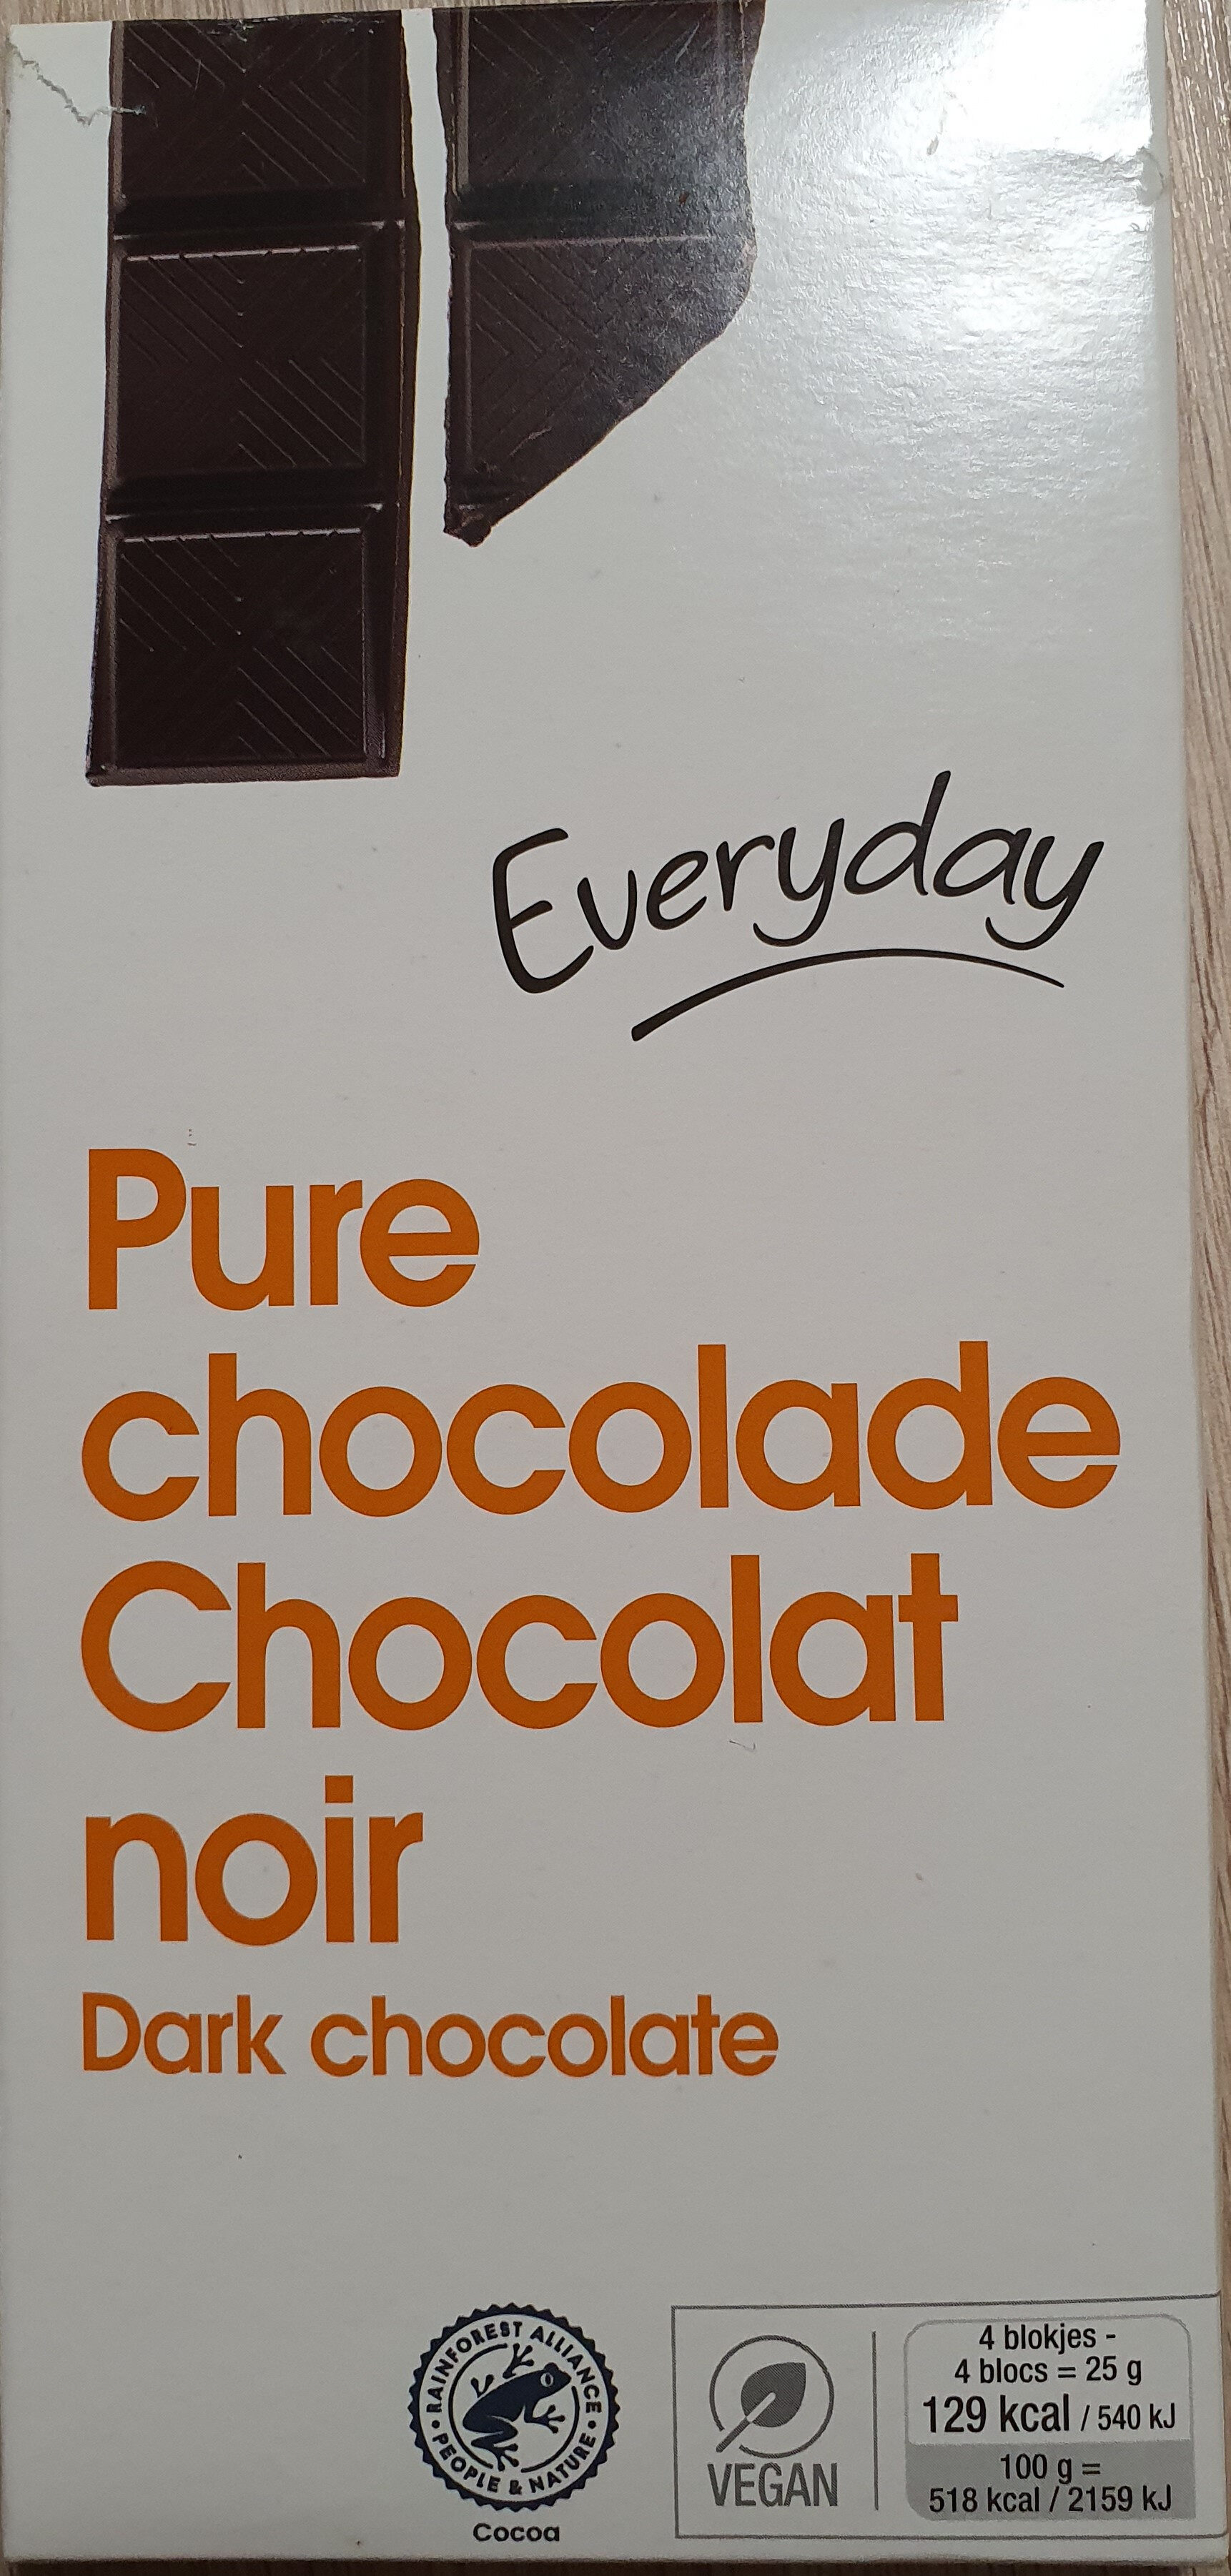 Everyday
Pure
chocolade
Chocolat
noir
Dark chocolate
RAINFOREST ALLIANCE
PEOPLE & NATURE
Cocoa
VEGAN
4 blokjes -
4 blocs = 25 g
129 kcal / 540 kJ
100 g =
518 kcal / 2159 kJ